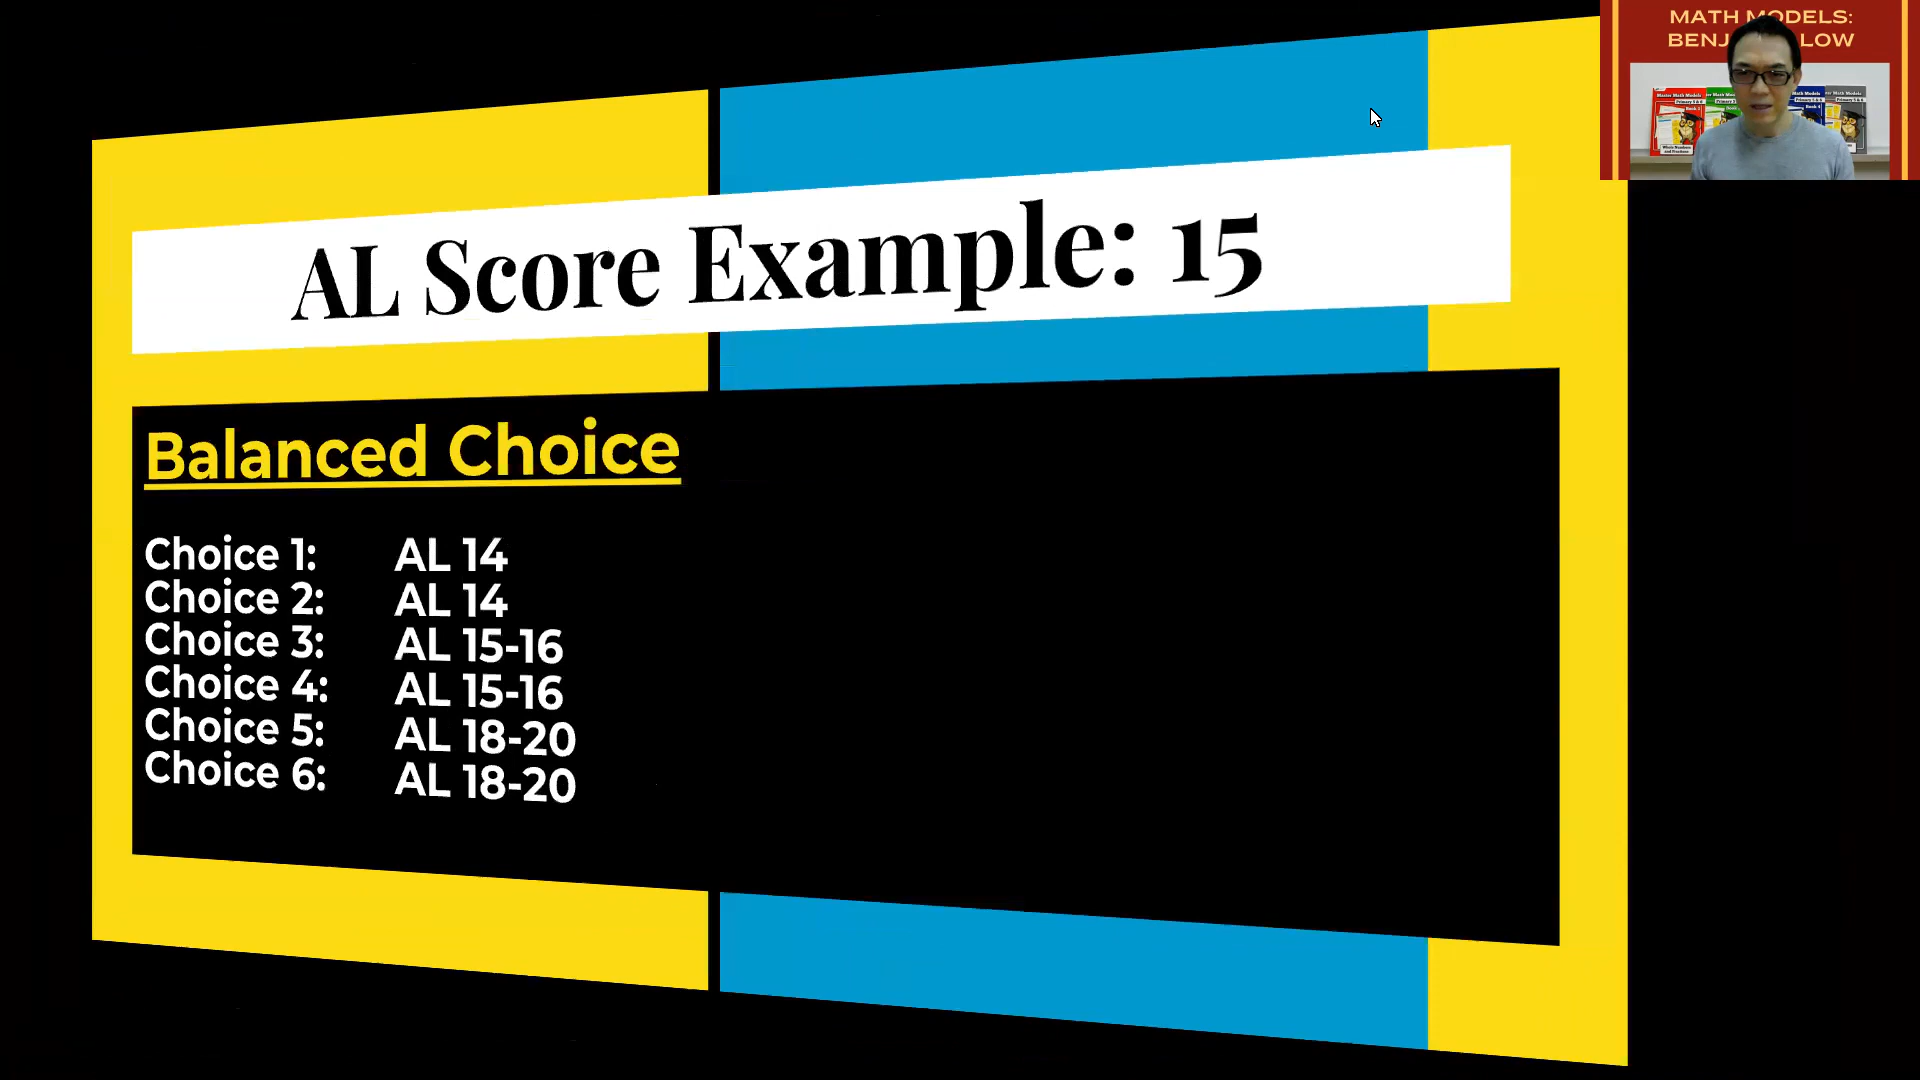 MATH MODELS:
LOW
AL Score Example: 15
Balanced Choice
Choice 1: AL 14
Choice 2: AL 14
Choice 3: AL 15-16
Choice 4: AL 15-16
Choice 5: AL 18-20
Choice 6: AL 18-20